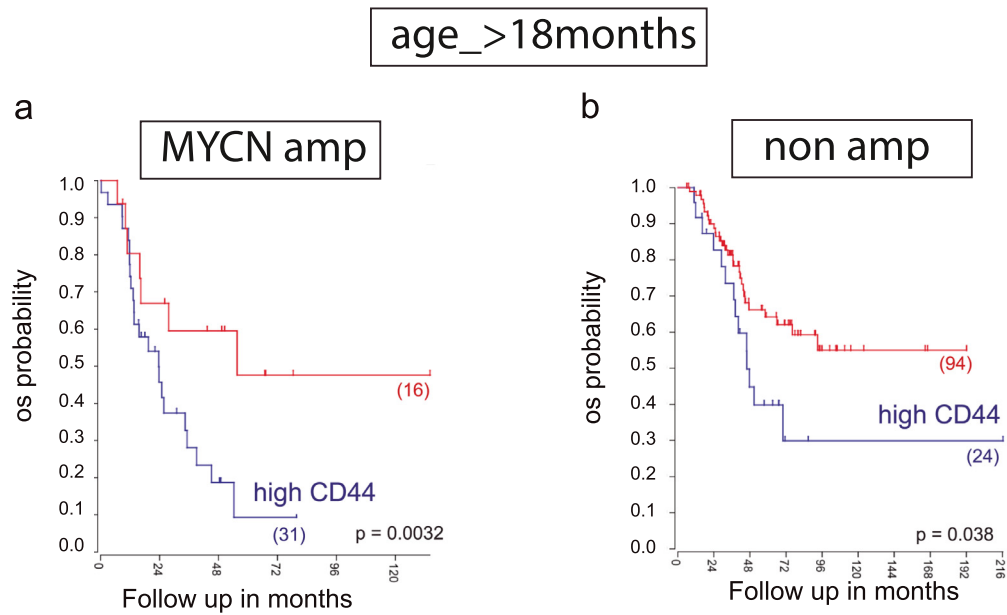 age_>18months
a
MYCN amp
1.0
0.9
0.8
0.7
0.6
0.5
0.4
0.3
0.2
0.1
0.0
os probability
(16)
high CD44
(31)
p = 0.0032
0 24 48 72 96 120
Follow up in months
b
non amp
1.0
0.9
0.8
0.7
0.6
0.5
0.4
0.3
0.2
0.1
0.0
os probability
(94)
high CD44
(24)
p = 0.038
0 24 48 72 96 120 144 168 192 216
Follow up in months